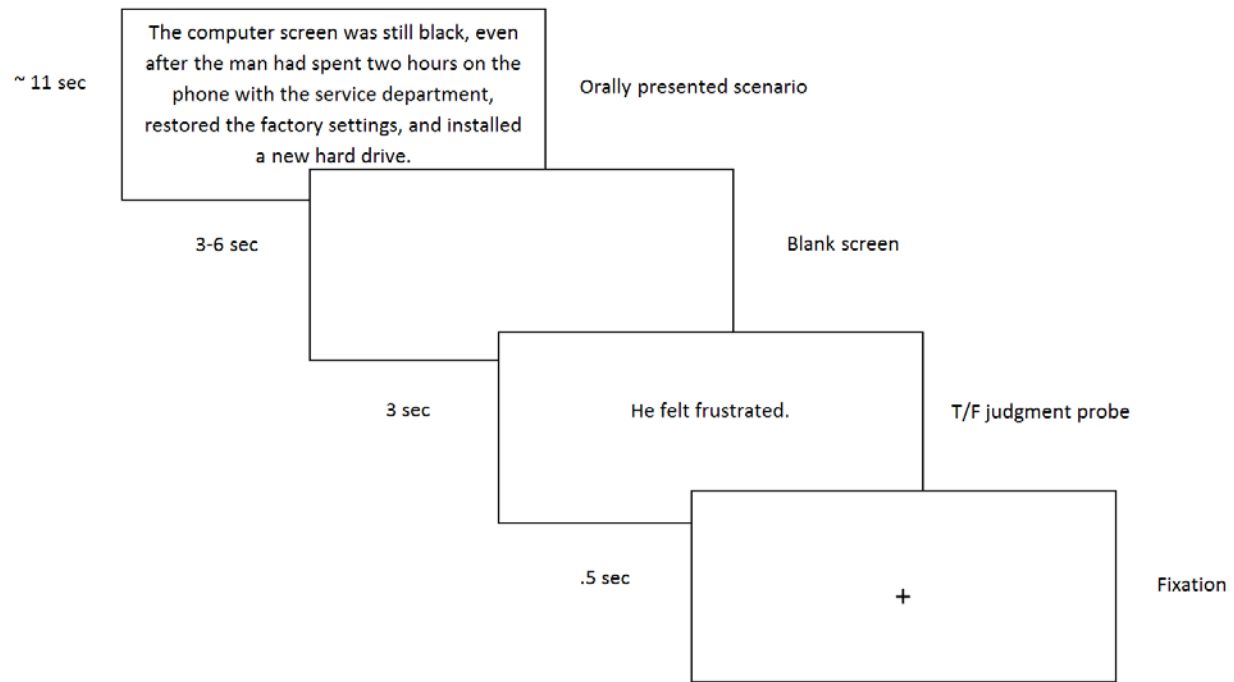 The computer screen was still black, even
after the man had spent two hours on the
phone with the service department,
restored the factory settings, and installed
a new hard drive.
~ 11 sec
Orally presented scenario
3-6 sec
Blank screen
3 sec
He felt frustrated.
T/F judgment probe
.5 sec
+
Fixation